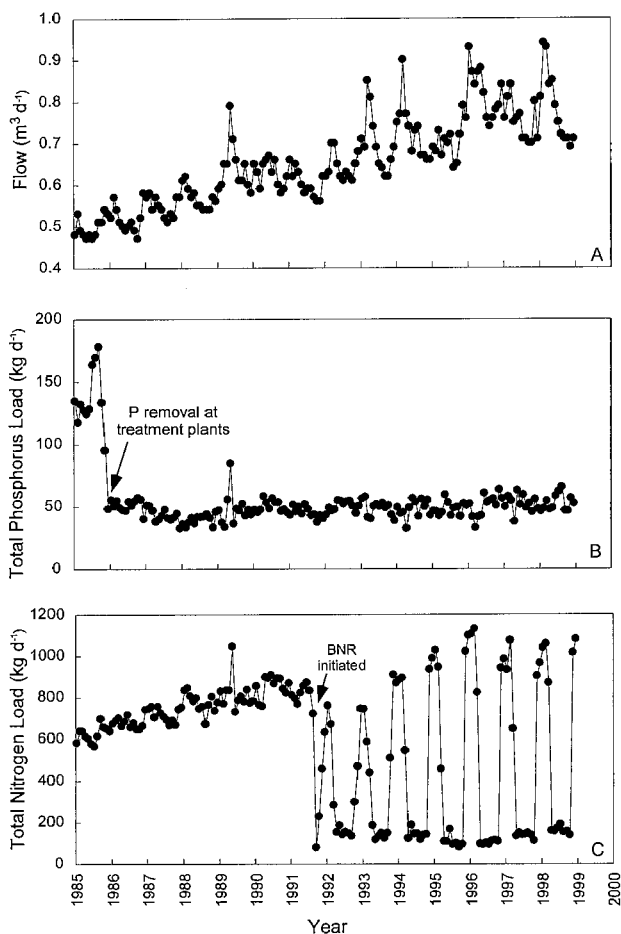 1.0
0.9
0.8
0.7
0.6
0.5
0.4
Flow (m³ d⁻¹)
A
200
150
100
50
0
Total Phosphorus Load (kg d⁻¹)
P removal at
treatment plants
B
1200
1000
800
600
400
200
0
Total Nitrogen Load (kg d⁻¹)
BNR
initiated
C
1985 1986 1987 1988 1989 1990 1991 1992 1993 1994 1995 1996 1997 1998 1999 2000
Year